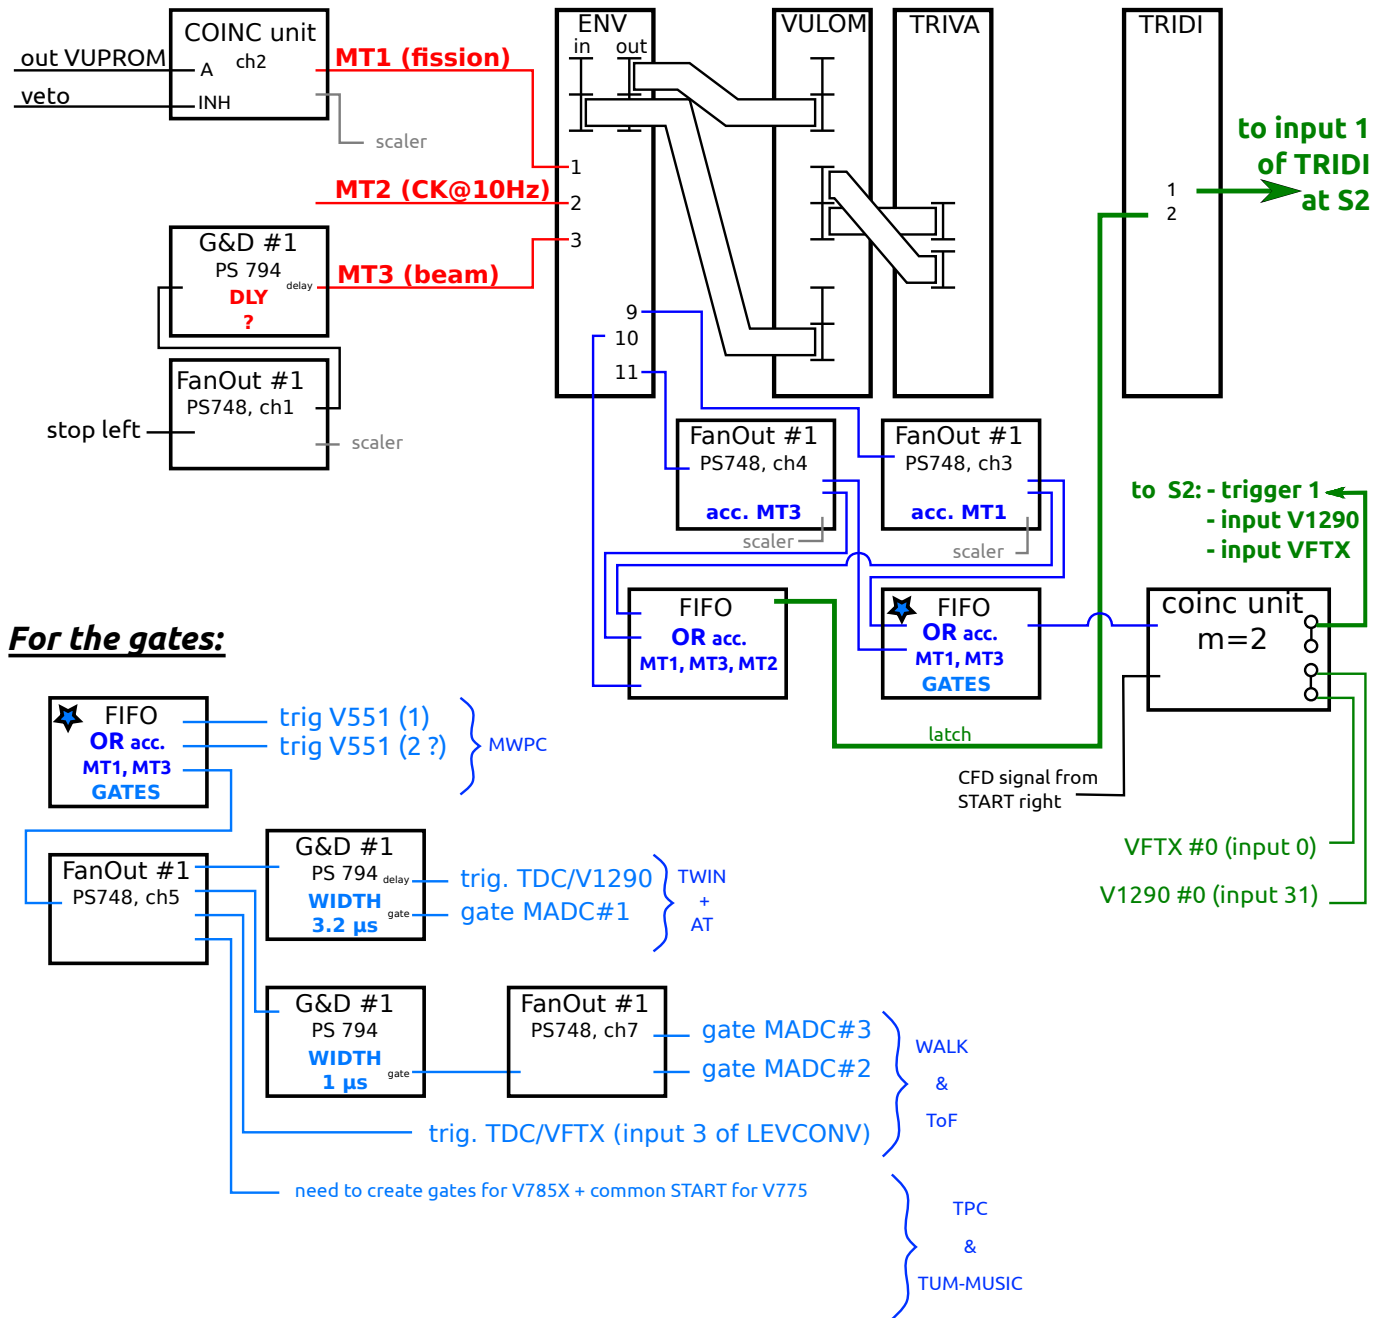 COINC unit
ch2
out VUPROM
A
veto
INH
MT1 (fission)
scaler
MT2 (CK@10Hz)
G&D #1
PS 794
delay
DLY
?
MT3 (beam)
FanOut #1
PS748, ch1
stop left
scaler
ENV
in
out
1
2
3
9
10
11
VULOM
TRIVA
TRIDI
1
2
to input 1
of TRIDI
at S2
FanOut #1
PS748, ch4
acc. MT3
scaler
FanOut #1
PS748, ch3
acc. MT1
scaler
to S2: - trigger 1
- input V1290
- input VFTX
FIFO
OR acc.
MT1, MT3, MT2
FIFO
OR acc.
MT1, MT3
GATES
coinc unit
m=2
latch
CFD signal from
START right
VFTX #0 (input 0)
V1290 #0 (input 31)
For the gates:
FIFO
OR acc.
MT1, MT3
GATES
trig V551 (1)
trig V551 (2 ?)
MWPC
FanOut #1
PS748, ch5
G&D #1
PS 794
delay
WIDTH
gate
3.2 µs
trig. TDC/V1290
gate MADC#1
TWIN
+
AT
G&D #1
PS 794
WIDTH
1 µs
gate
FanOut #1
PS748, ch7
gate MADC#3
gate MADC#2
WALK
&
ToF
trig. TDC/VFTX (input 3 of LEVCONV)
need to create gates for V785X + common START for V775
TPC
&
TUM-MUSIC